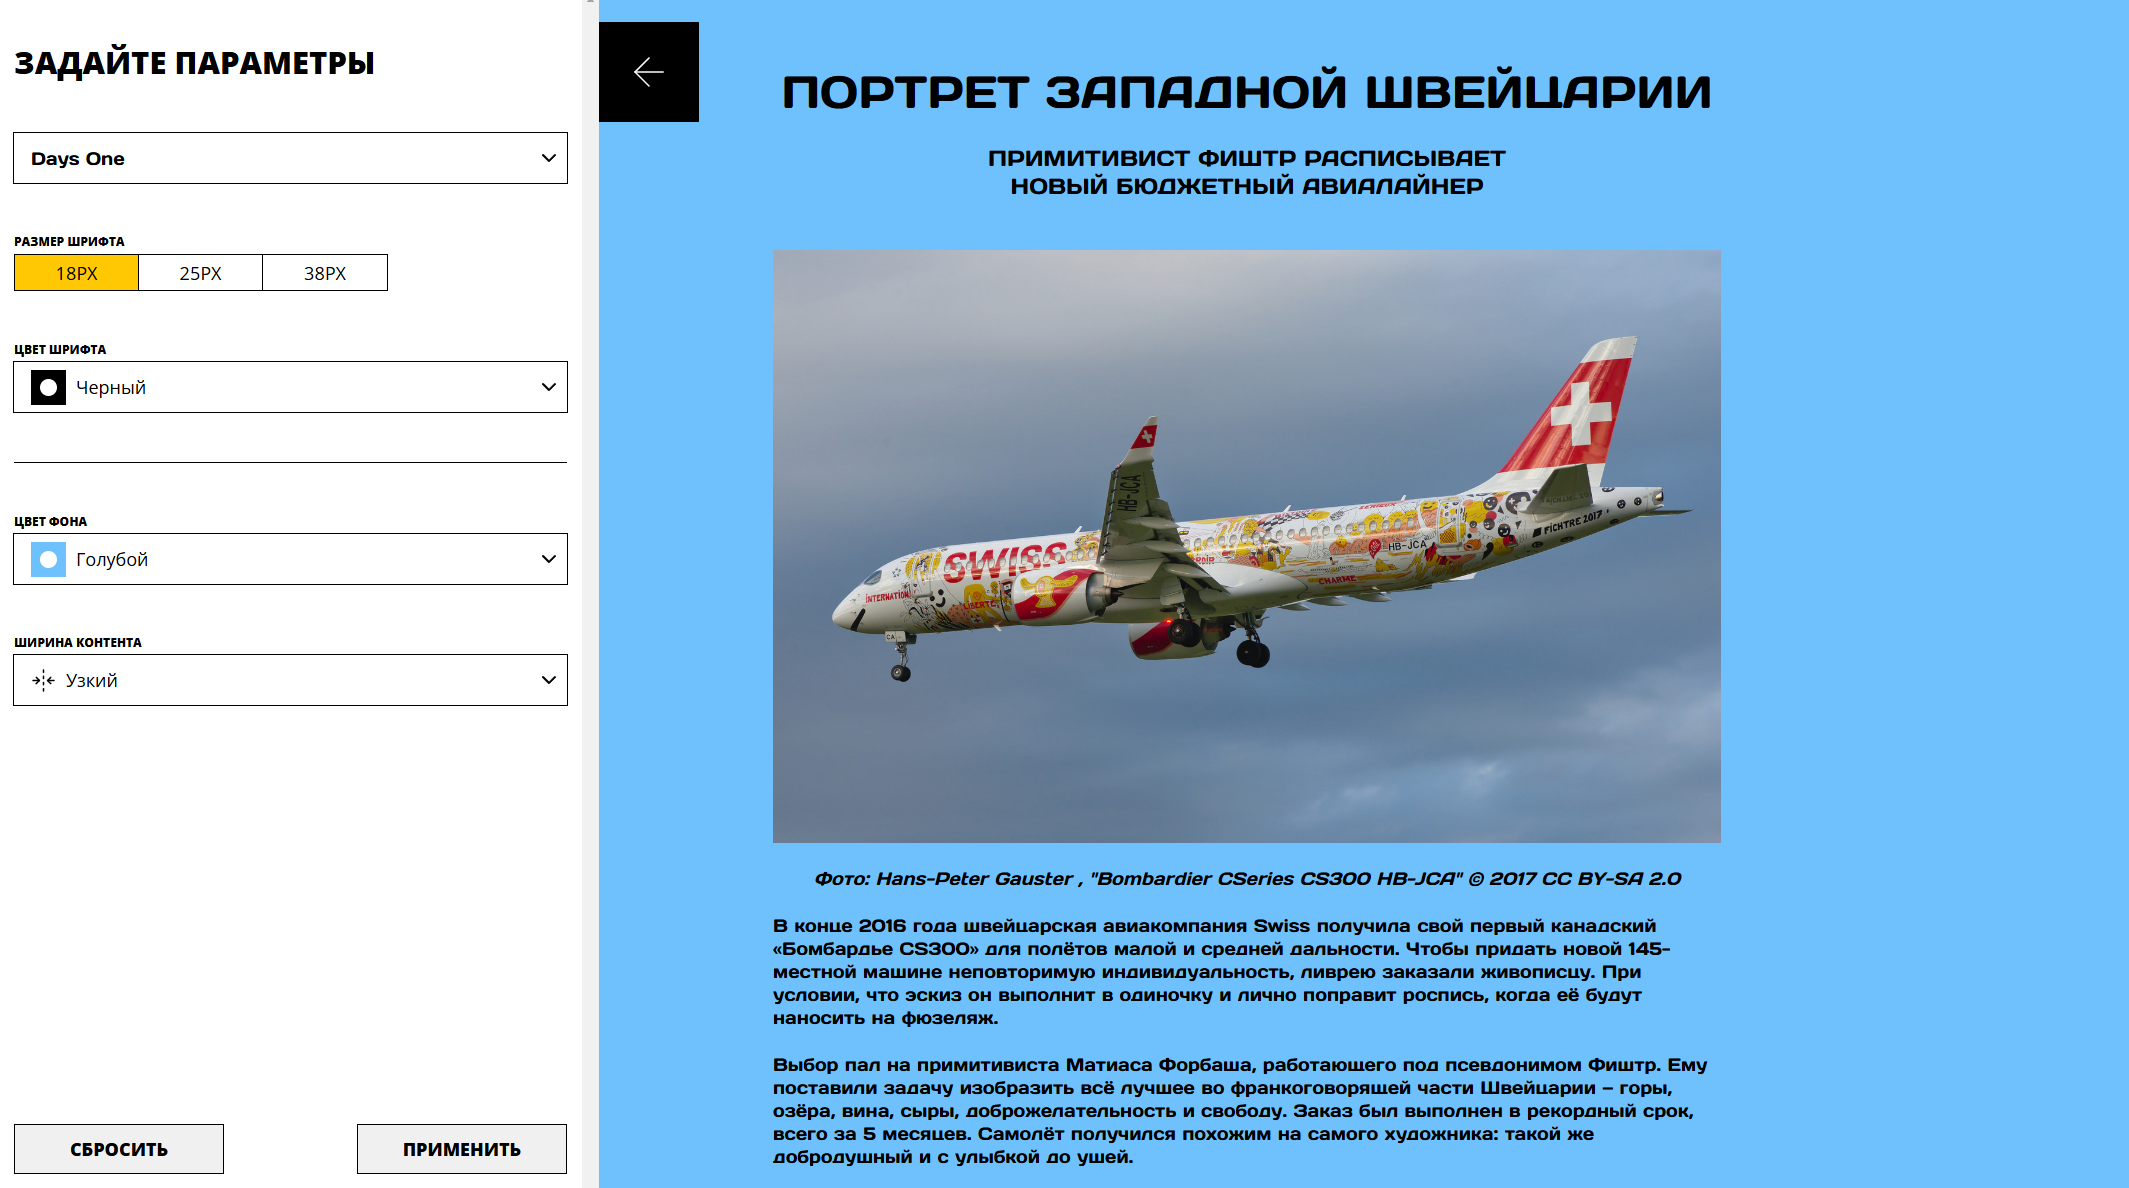 ЗАДАЙТЕ ПАРАМЕТРЫ
Days One
РАЗМЕР ШРИФТА
18PX 25PX 38PX
ЦВЕТ ШРИФТА
Черный
ЦВЕТ ФОНА
Голубой
ШИРИНА КОНТЕНТА
Узкий
СБРОСИТЬ ПРИМЕНИТЬ
ПОРТРЕТ ЗАПАДНОЙ ШВЕЙЦАРИИ
ПРИМИТИВИСТ ФИШТР РАСПИСЫВАЕТ
НОВЫЙ БЮДЖЕТНЫЙ АВИАЛАЙНЕР
HB-JCA
SERIEUX
FICHTRE 2017
HB-JCA
SWISS
INTERNATION
LIBERTÉ
CHARME
CA
Фото: Hans-Peter Gauster , "Bombardier CSeries CS300 HB-JCA" © 2017 CC BY-SA 2.0
В конце 2016 года швейцарская авиакомпания Swiss получила свой первый канадский
«Бомбардье CS300» для полётов малой и средней дальности. Чтобы придать новой 145-
местной машине неповторимую индивидуальность, ливрею заказали живописцу. При
условии, что эскиз он выполнит в одиночку и лично поправит роспись, когда её будут
наносить на фюзеляж.
Выбор пал на примитивиста Матиаса Форбаша, работающего под псевдонимом Фиштр. Ему
поставили задачу изобразить всё лучшее во франкоговорящей части Швейцарии – горы,
озёра, вина, сыры, доброжелательность и свободу. Заказ был выполнен в рекордный срок,
всего за 5 месяцев. Самолёт получился похожим на самого художника: такой же
добродушный и с улыбкой до ушей.